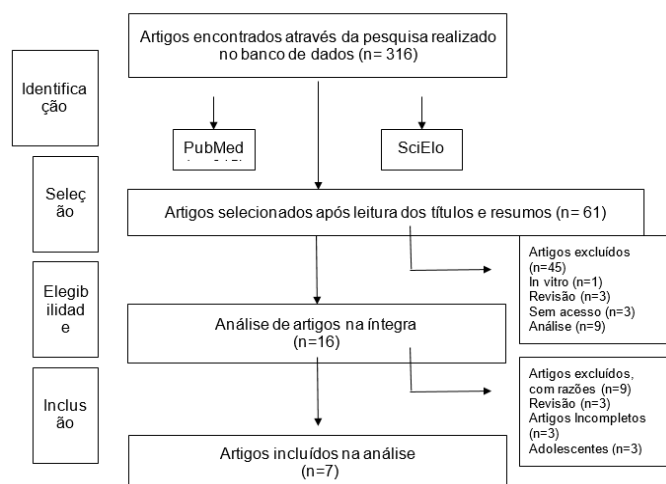 Artigos encontrados através da pesquisa realizado
no banco de dados (n= 316)
Identifica
ção
PubMed
SciElo
Seleç
ão
Artigos selecionados após leitura dos títulos e resumos (n= 61)
Artigos excluídos
(n=45)
In vitro (n=1)
Revisão (n=3)
Sem acesso (n=3)
Análise (n=9)
Elegib
ilidad
e
Análise de artigos na íntegra
(n=16)
Artigos excluídos,
com razões (n=9)
Revisão (n=3)
Artigos Incompletos
(n=3)
Adolescentes (n=3)
Inclus
ão
Artigos incluídos na análise
(n=7)